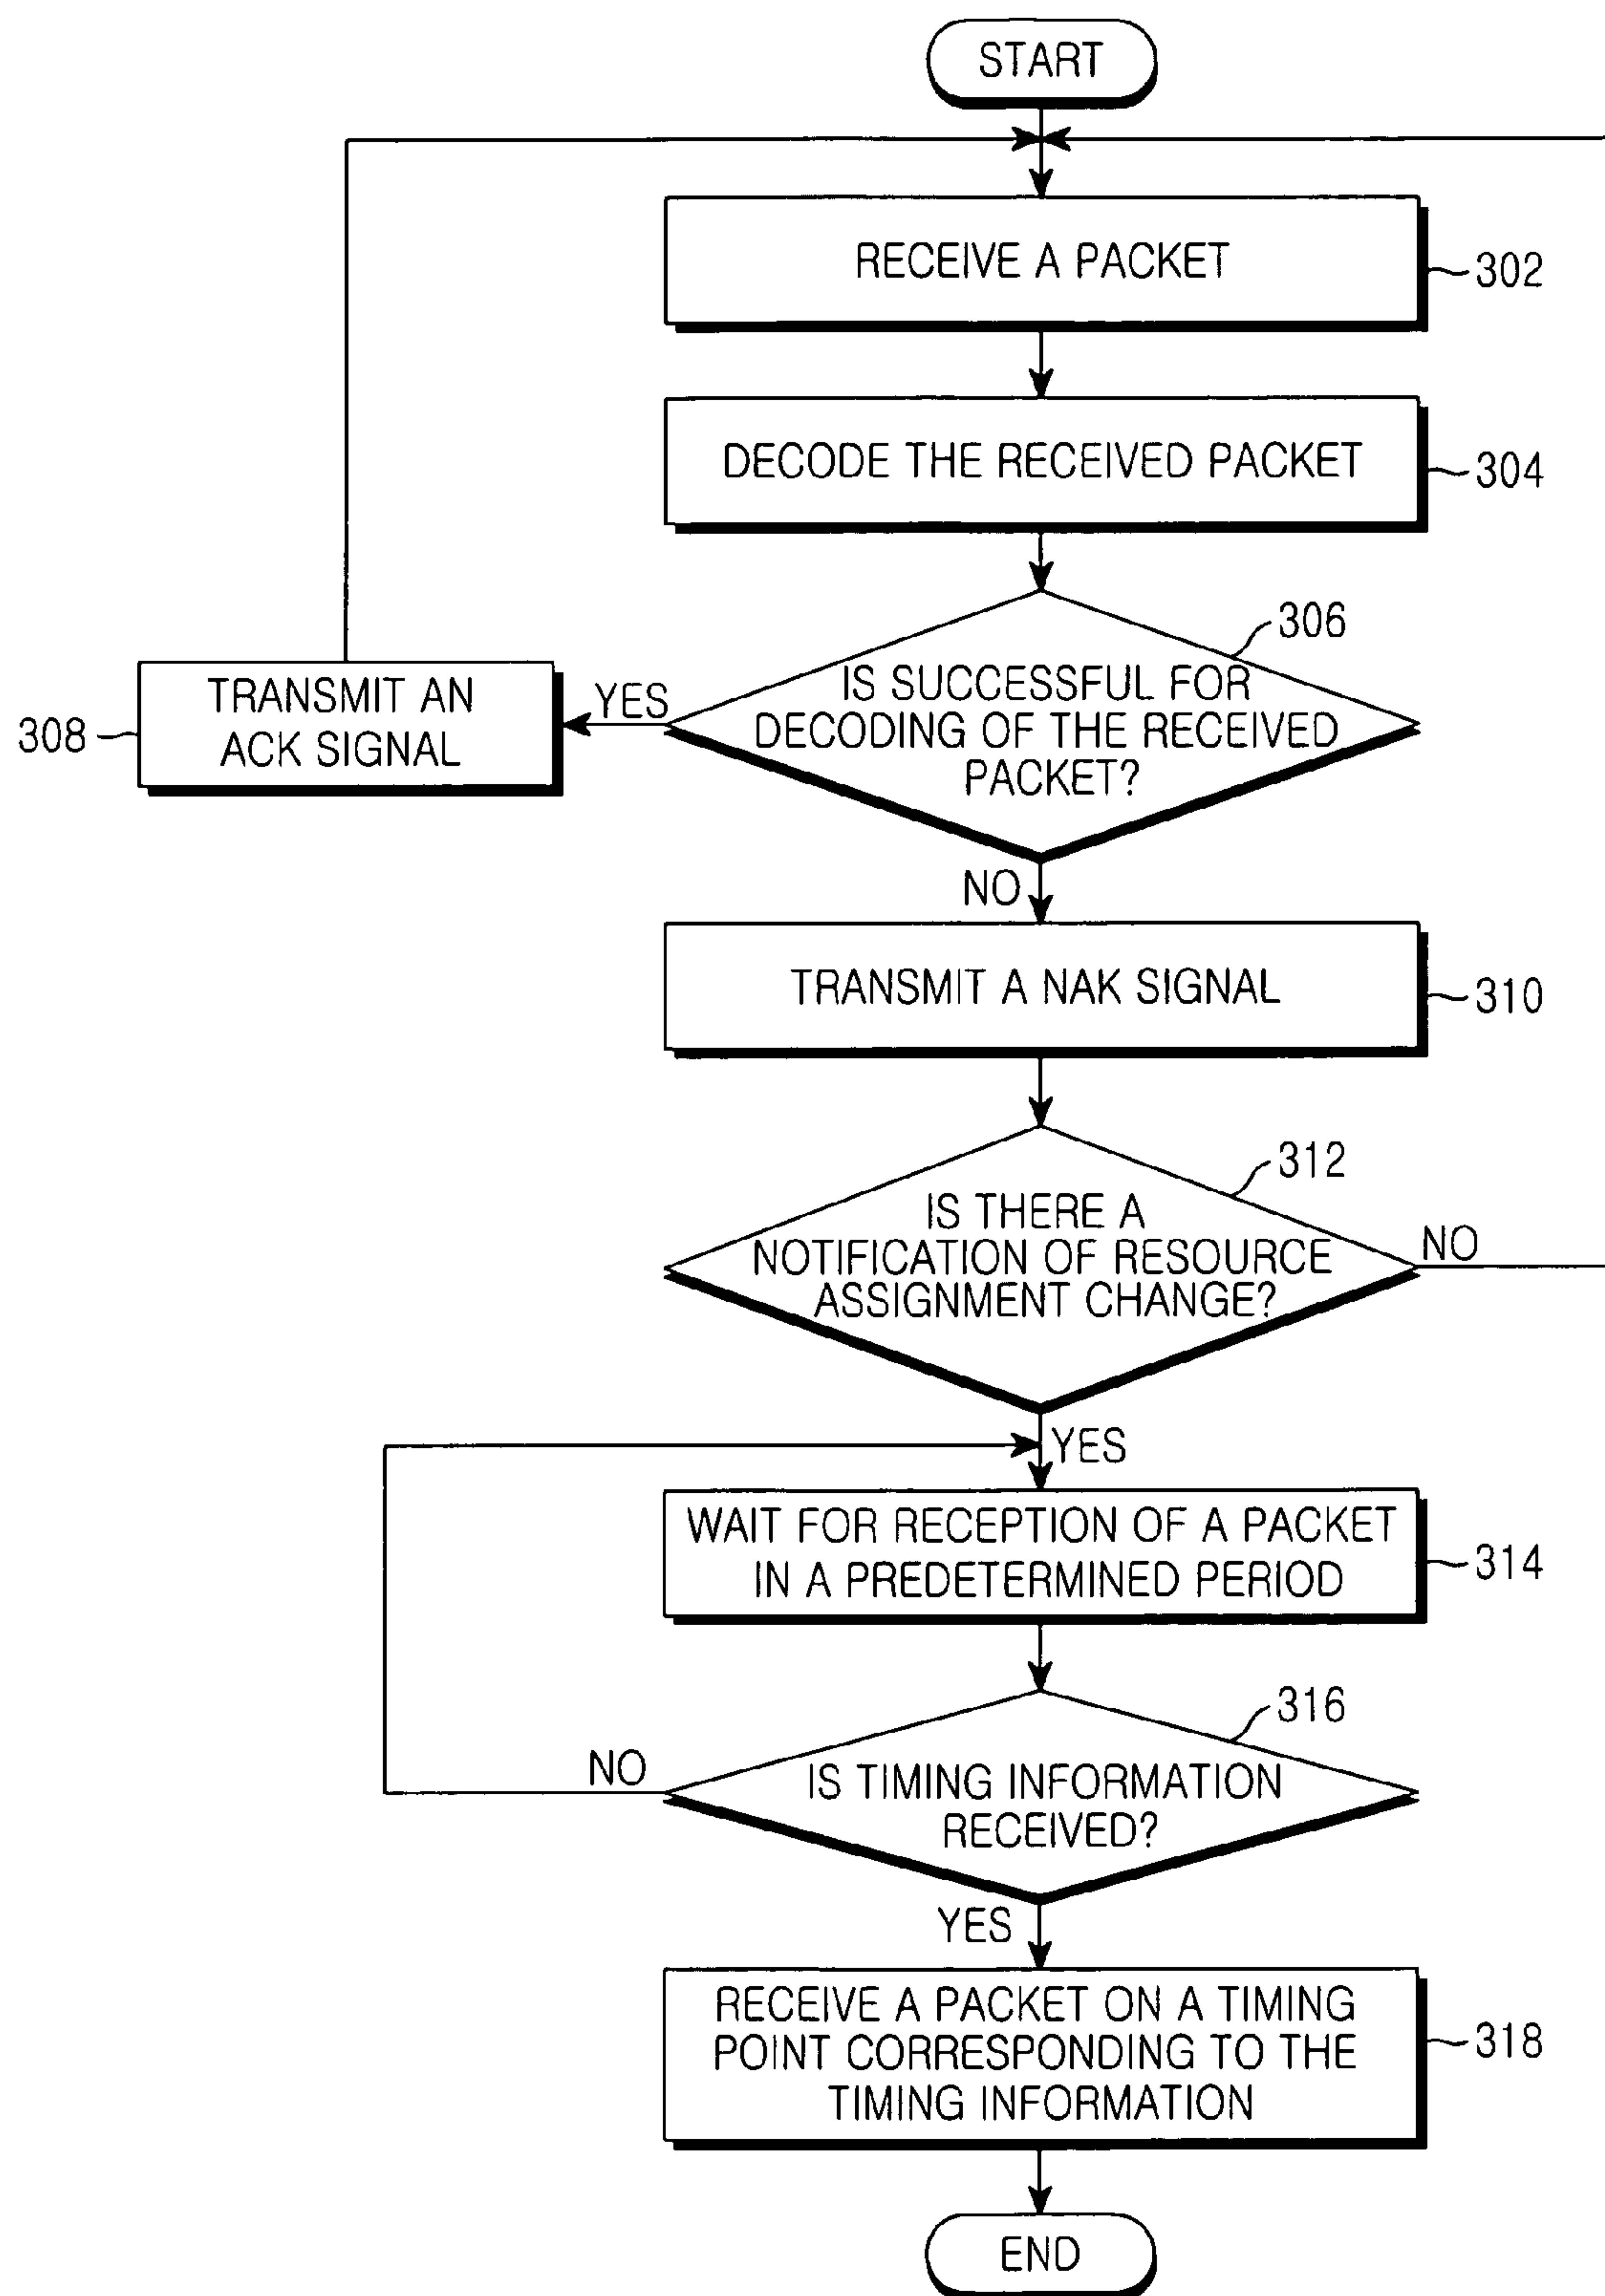 START
RECEIVE A PACKET
302
DECODE THE RECEIVED PACKET
304
306
IS SUCCESSFUL FOR
DECODING OF THE RECEIVED
PACKET?
YES
TRANSMIT AN
ACK SIGNAL
308
NO
TRANSMIT A NAK SIGNAL
310
312
IS THERE A
NOTIFICATION OF RESOURCE
ASSIGNMENT CHANGE?
NO
YES
WAIT FOR RECEPTION OF A PACKET
IN A PREDETERMINED PERIOD
314
316
IS TIMING INFORMATION
RECEIVED?
NO
YES
RECEIVE A PACKET ON A TIMING
POINT CORRESPONDING TO THE
TIMING INFORMATION
318
END